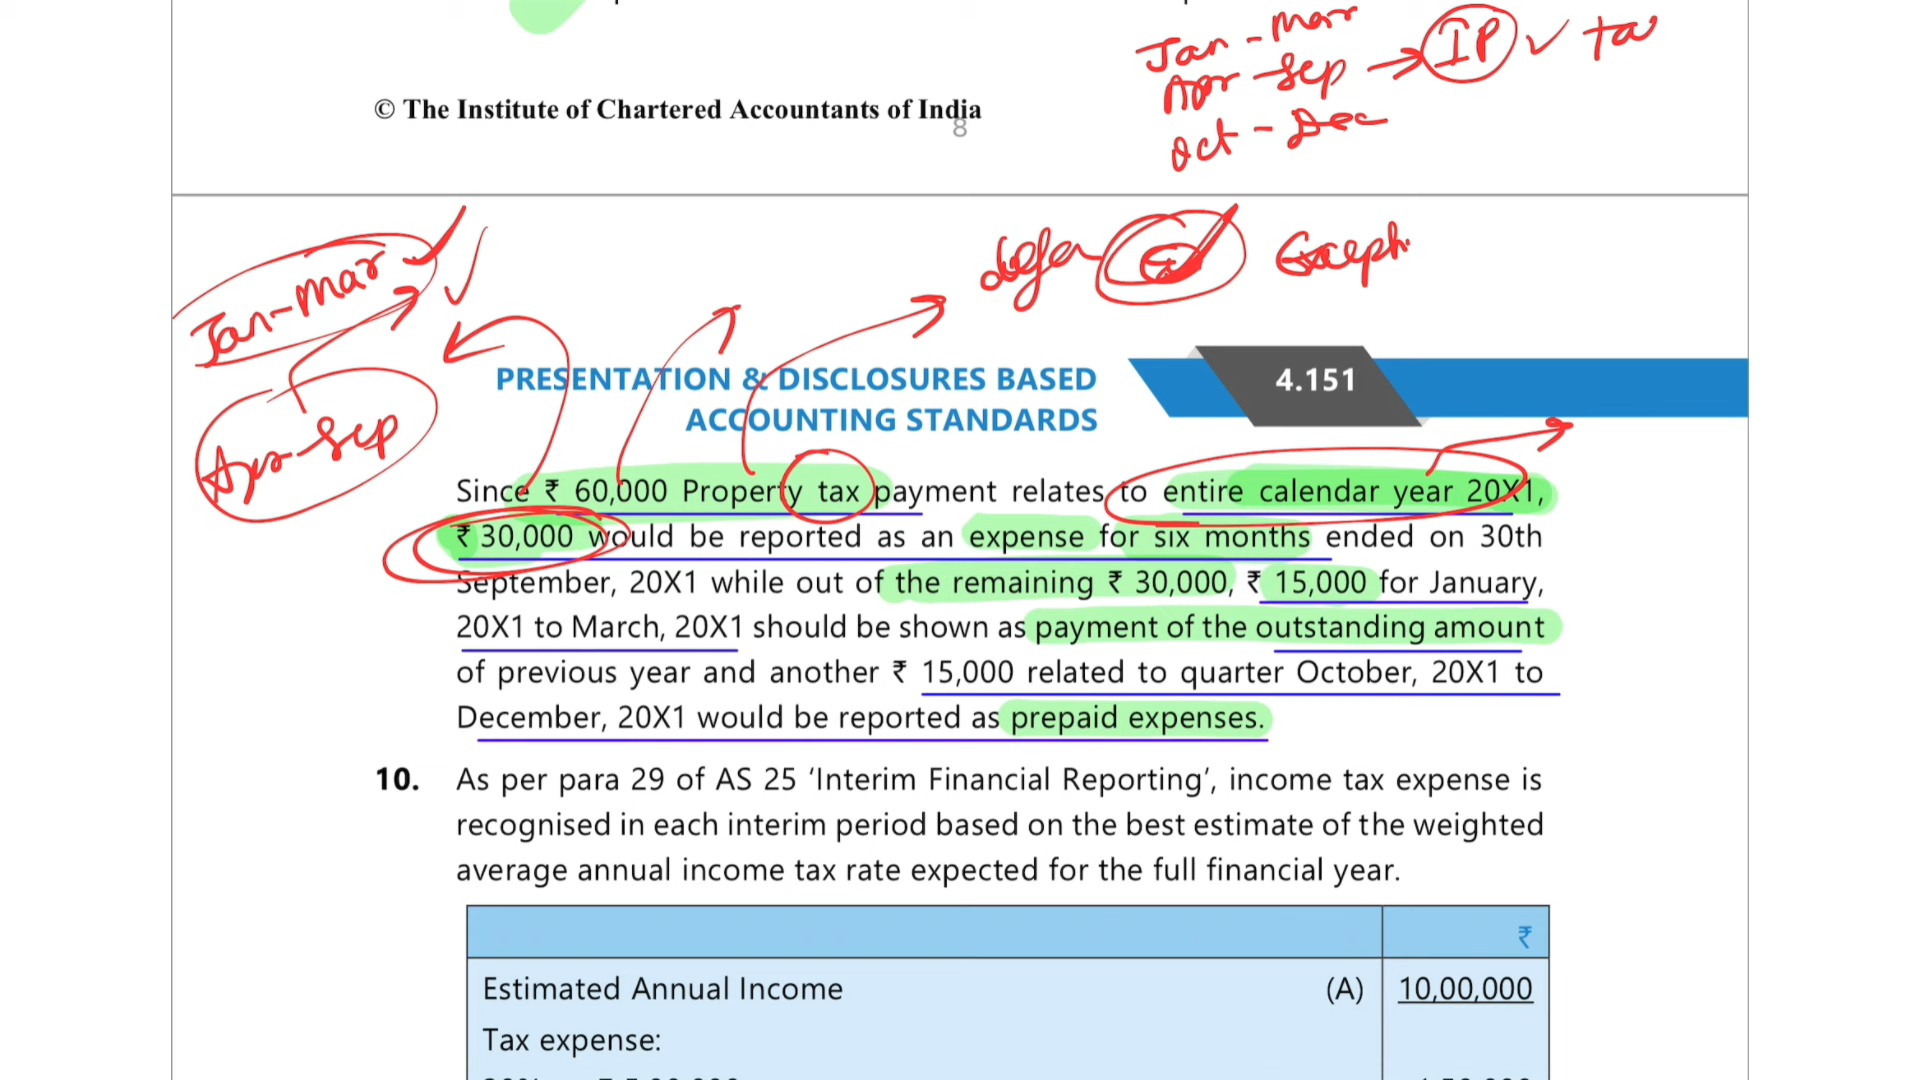 Jan - Mar
Apr - Sep → IP ✓ ta
Oct - Dec
© The Institute of Chartered Accountants of India
8
Jan-Mar
Apr-Sep
defer
PRESENTATION & DISCLOSURES BASED
ACCOUNTING STANDARDS
4.151
Since ₹ 60,000 Property tax payment relates to entire calendar year 20X1,
₹ 30,000 would be reported as an expense for six months ended on 30th
September, 20X1 while out of the remaining ₹ 30,000, ₹ 15,000 for January,
20X1 to March, 20X1 should be shown as payment of the outstanding amount
of previous year and another ₹ 15,000 related to quarter October, 20X1 to
December, 20X1 would be reported as prepaid expenses.
10. As per para 29 of AS 25 ‘Interim Financial Reporting’, income tax expense is
recognised in each interim period based on the best estimate of the weighted
average annual income tax rate expected for the full financial year.
₹
Estimated Annual Income (A) 10,00,000
Tax expense: